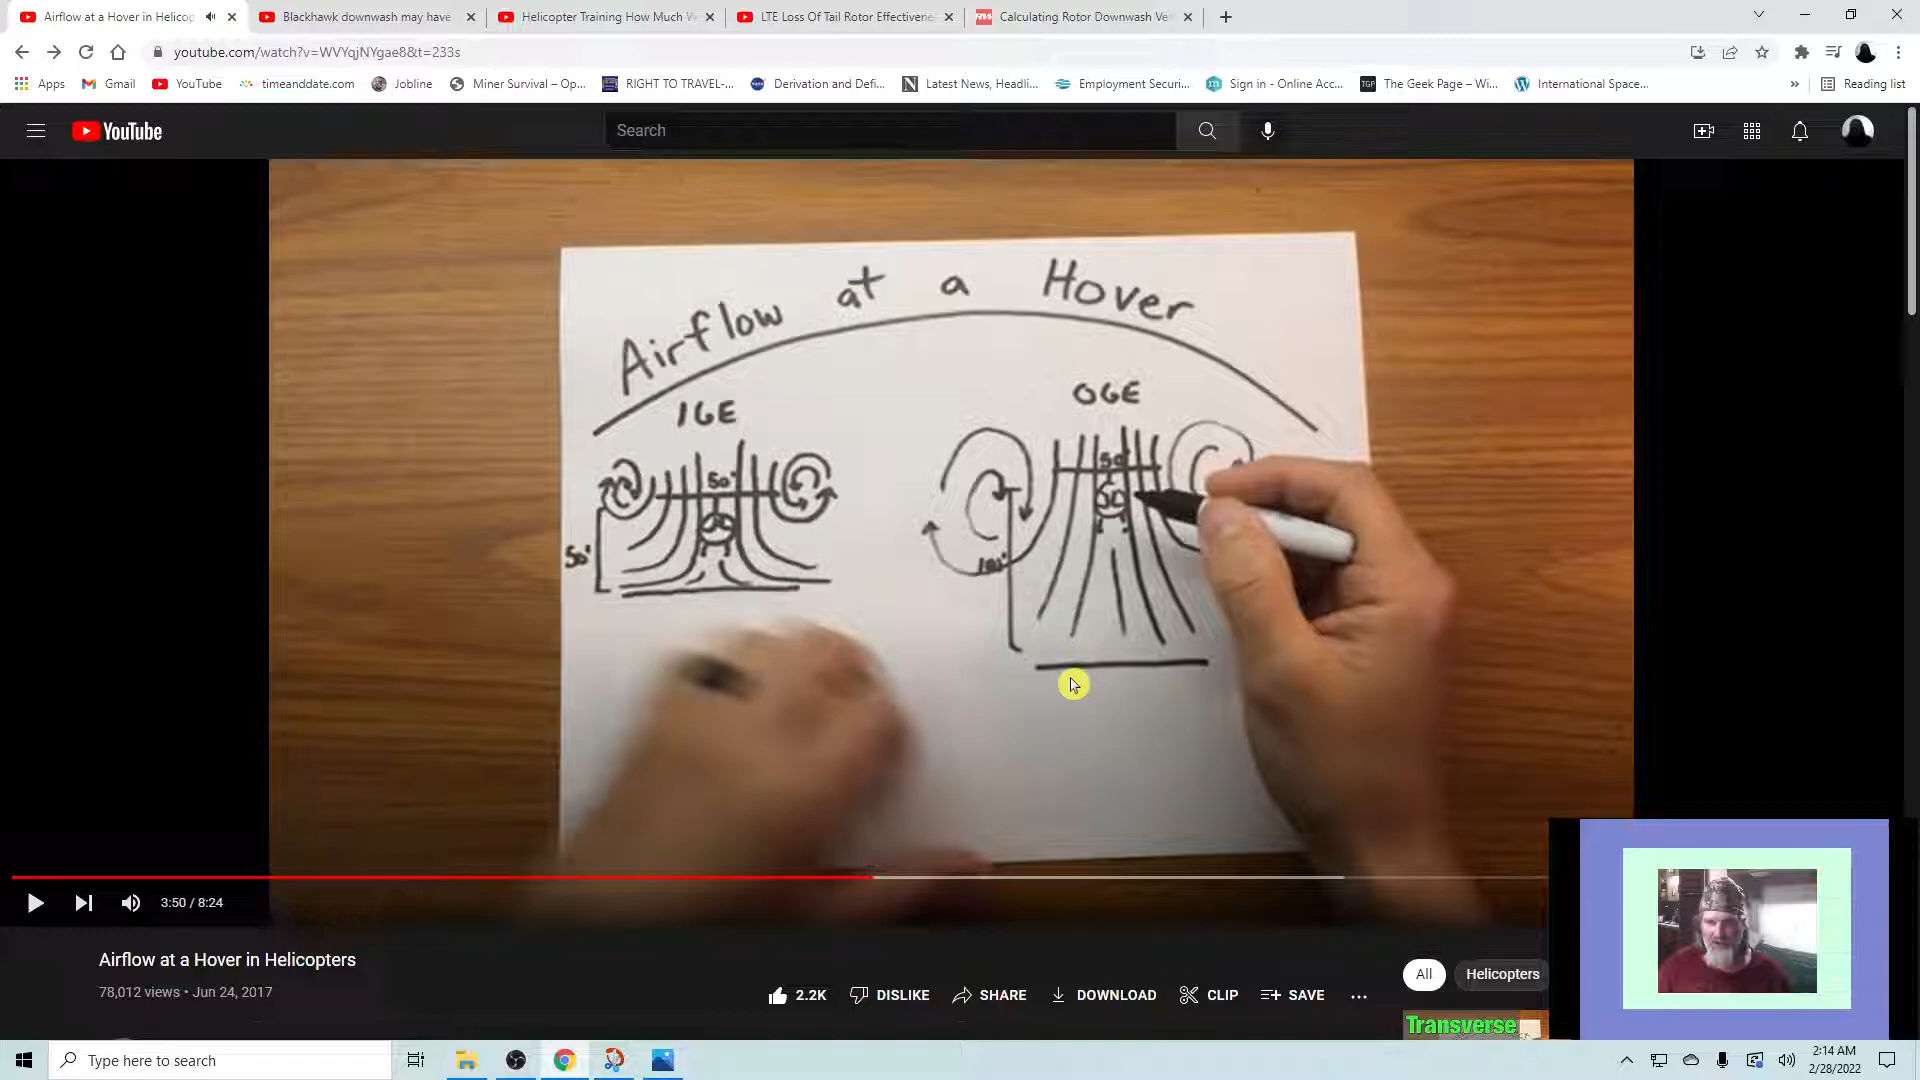 Airflow at a Hover in Helicop
Blackhawk downwash may have
Helicopter Training How Much V
LTE Loss Of Tail Rotor Effectivene
RM
Calculating Rotor Downwash Ve
youtube.com/watch?v=WVYqjNYgae8&t=233s
Apps
Gmail
YouTube
timeanddate.com
Jobline
Miner Survival – Op...
RIGHT TO TRAVEL-...
Derivation and Defi...
Latest News, Headli...
Employment Securi...
Sign in - Online Acc...
TGP
The Geek Page – Wi...
International Space...
»
Reading list
YouTube
Search
Airflow at a Hover
IGE
OGE
50'
50'
50'
3:50 / 8:24
Airflow at a Hover in Helicopters
78,012 views • Jun 24, 2017
2.2K
DISLIKE
SHARE
DOWNLOAD
CLIP
SAVE
...
All
Helicopters
Transverse
Type here to search
2:14 AM
2/28/2022